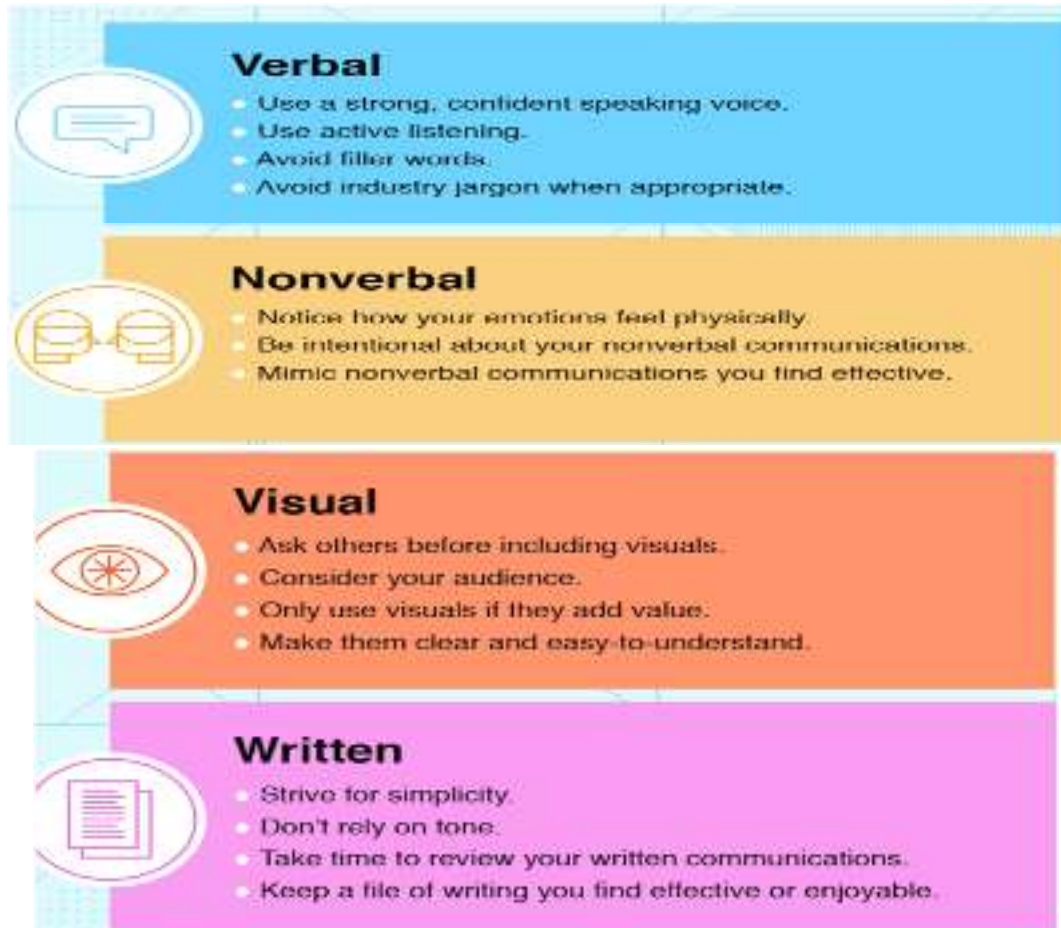 Verbal
Use a strong, confident speaking voice.
Use active listening.
Avoid filler words.
Avoid industry jargon when appropriate.
Nonverbal
Notice how your emotions feel physically
Be intentional about your nonverbal communications.
Mimic nonverbal communications you find effective.
Visual
Ask others before including visuals.
Consider your audience.
Only use visuals if they add value.
Make them clear and easy-to-understand.
Written
Strive for simplicity.
Don't rely on tone.
Take time to review your written communications.
Keep a file of writing you find effective or enjoyable.